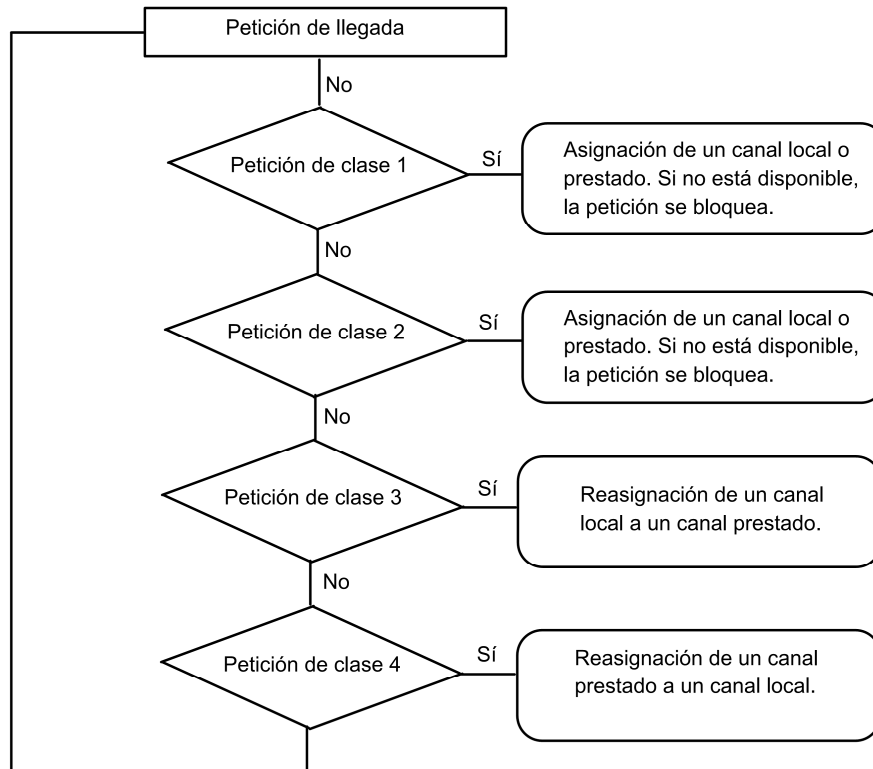 Petición de llegada
No
Petición de clase 1
Sí
Asignación de un canal local o
prestado. Si no está disponible,
la petición se bloquea.
No
Petición de clase 2
Sí
Asignación de un canal local o
prestado. Si no está disponible,
la petición se bloquea.
No
Petición de clase 3
Sí
Reasignación de un canal
local a un canal prestado.
No
Petición de clase 4
Sí
Reasignación de un canal
prestado a un canal local.